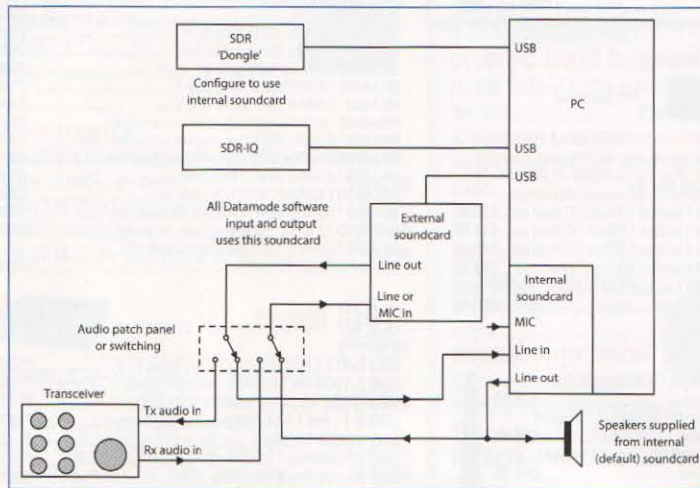 SDR
'Dongle'
Configure to use
internal soundcard
USB
PC
SDR-IQ
USB
USB
All Datamode software
input and output
uses this soundcard
External
soundcard
Line out
Line or
MIC in
Internal
soundcard
MIC
Line in
Line out
Audio patch panel
or switching
Transceiver
Tx audio in
Rx audio in
Speakers supplied
from internal
(default) soundcard